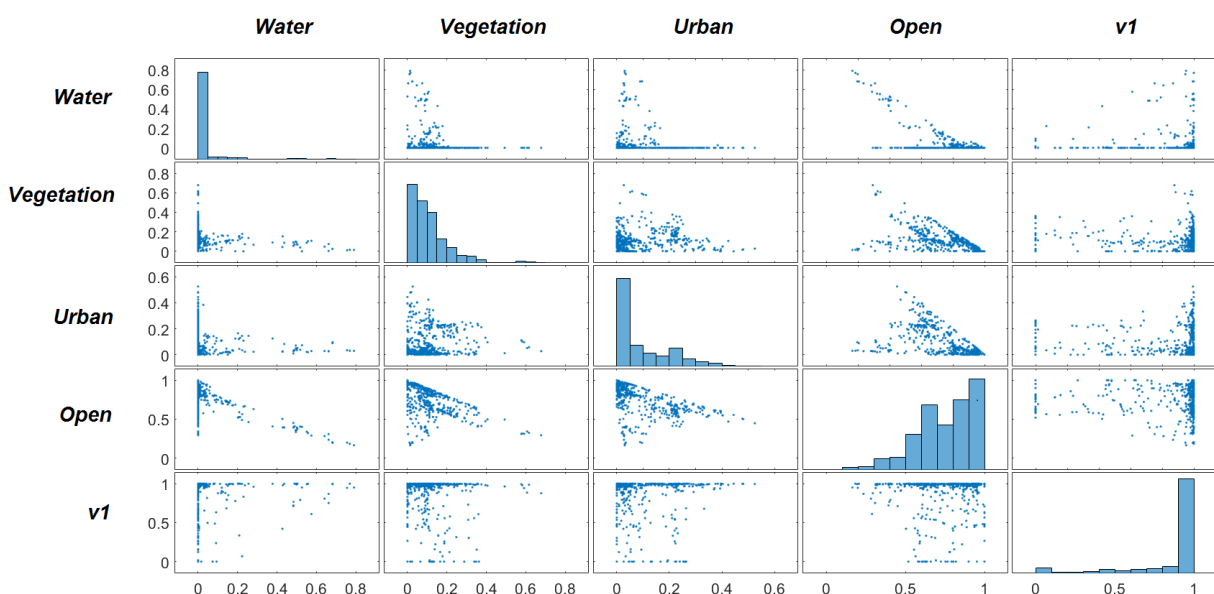 Water Vegetation Urban Open v1
Water 0.8 0.6 0.4 0.2 0
Vegetation 0.8 0.6 0.4 0.2 0
Urban 0.6 0.4 0.2 0
Open 1 0.5 0
v1 1 0.5 0
0 0.2 0.4 0.6 0.8 0 0.2 0.4 0.6 0.8 0 0.2 0.4 0.6 0 0.5 1 0 0.5 1